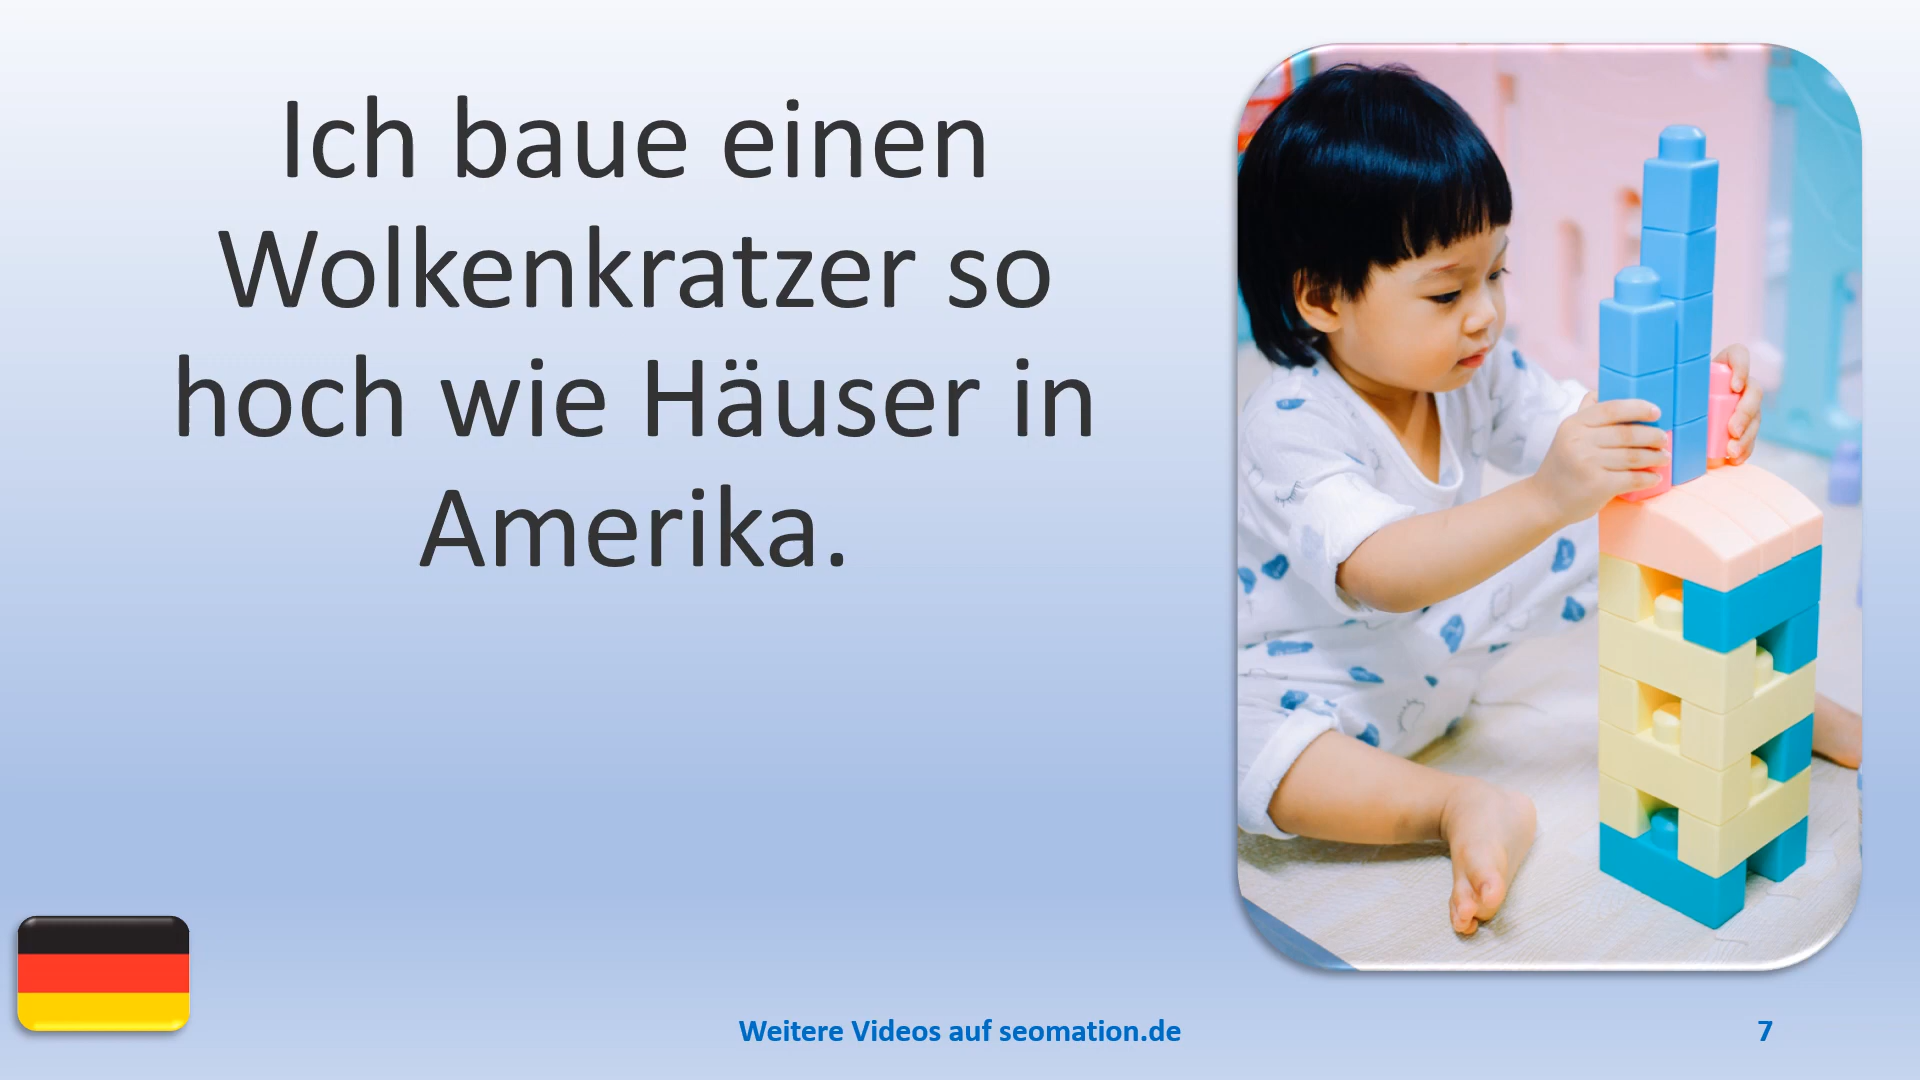 Ich baue einen
Wolkenkratzer so
hoch wie Häuser in
Amerika.
Weitere Videos auf seomation.de
7